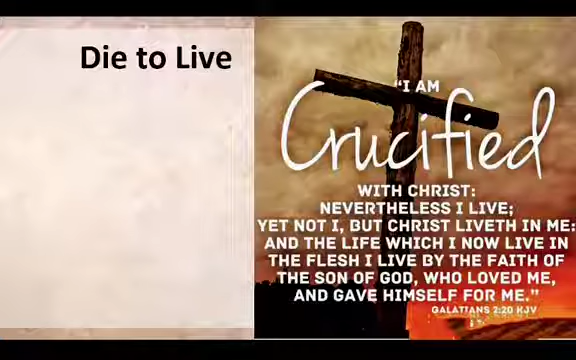 Die to Live
“I AM
Crucified
WITH CHRIST:
NEVERTHELESS I LIVE;
YET NOT I, BUT CHRIST LIVETH IN ME:
AND THE LIFE WHICH I NOW LIVE IN
THE FLESH I LIVE BY THE FAITH OF
THE SON OF GOD, WHO LOVED ME,
AND GAVE HIMSELF FOR ME.”
GALATIANS 2:20 KJV